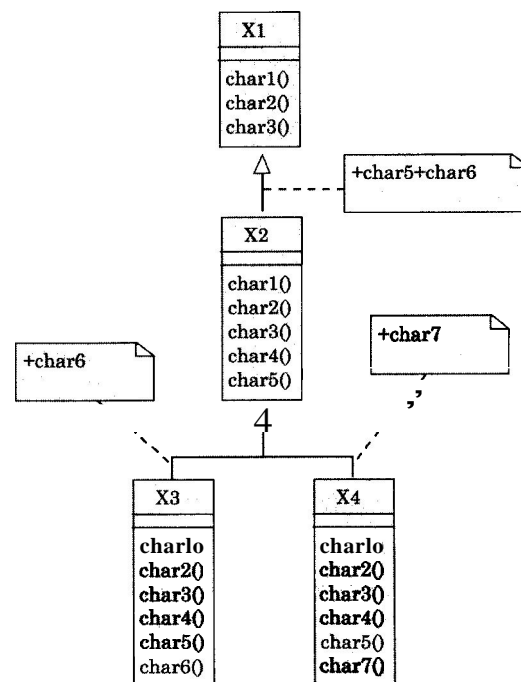 X1
char1()
char2()
char3()
+char5+char6
X2
char1()
char2()
char3()
char4()
char5()
+char6
+char7
4
X3
charlo
char2()
char3()
char4()
char5()
char6()
X4
charlo
char2()
char3()
char4()
char5()
char7()